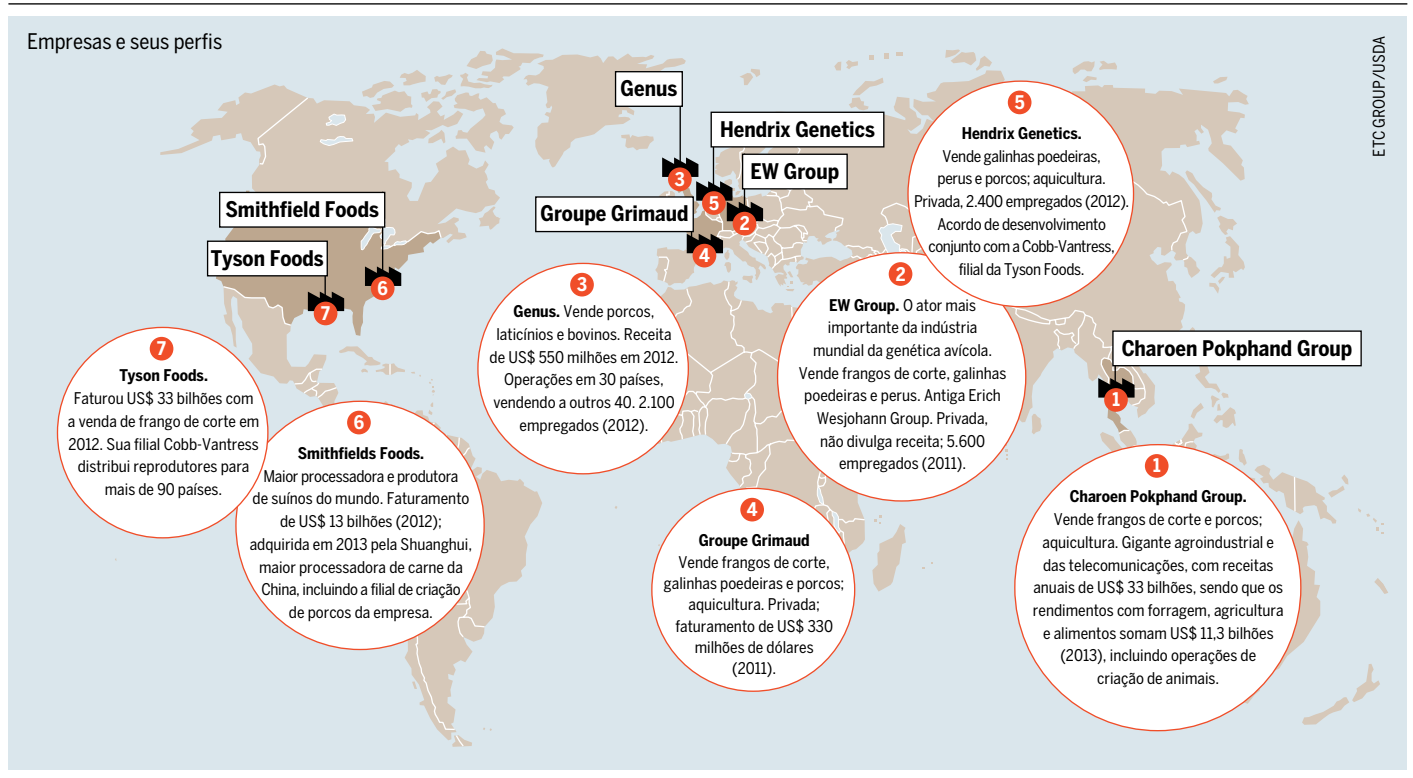 Empresas e seus perfis
ETC GROUP/USDA
Genus
Hendrix Genetics
EW Group
Groupe Grimaud
Smithfield Foods
Tyson Foods
Charoen Pokphand Group
3
5
2
4
6
7
1
5
Hendrix Genetics.
Vende galinhas poedeiras,
perus e porcos; aquicultura.
Privada, 2.400 empregados (2012).
Acordo de desenvolvimento
conjunto com a Cobb-Vantress,
filial da Tyson Foods.
2
EW Group. O ator mais
importante da indústria
mundial da genética avícola.
Vende frangos de corte, galinhas
poedeiras e perus. Antiga Erich
Wesjohann Group. Privada,
não divulga receita; 5.600
empregados (2011).
3
Genus. Vende porcos,
laticínios e bovinos. Receita
de US$ 550 milhões em 2012.
Operações em 30 países,
vendendo a outros 40. 2.100
empregados (2012).
7
Tyson Foods.
Faturou US$ 33 bilhões com
a venda de frango de corte em
2012. Sua filial Cobb-Vantress
distribui reprodutores para
mais de 90 países.
6
Smithfields Foods.
Maior processadora e produtora
de suínos do mundo. Faturamento
de US$ 13 bilhões (2012);
adquirida em 2013 pela Shuanghui,
maior processadora de carne da
China, incluindo a filial de criação
de porcos da empresa.
4
Groupe Grimaud
Vende frangos de corte,
galinhas poedeiras e porcos;
aquicultura. Privada;
faturamento de US$ 330
milhões de dólares
(2011).
1
Charoen Pokphand Group.
Vende frangos de corte e porcos;
aquicultura. Gigante agroindustrial e
das telecomunicações, com receitas
anuais de US$ 33 bilhões, sendo que os
rendimentos com forragem, agricultura
e alimentos somam US$ 11,3 bilhões
(2013), incluindo operações de
criação de animais.